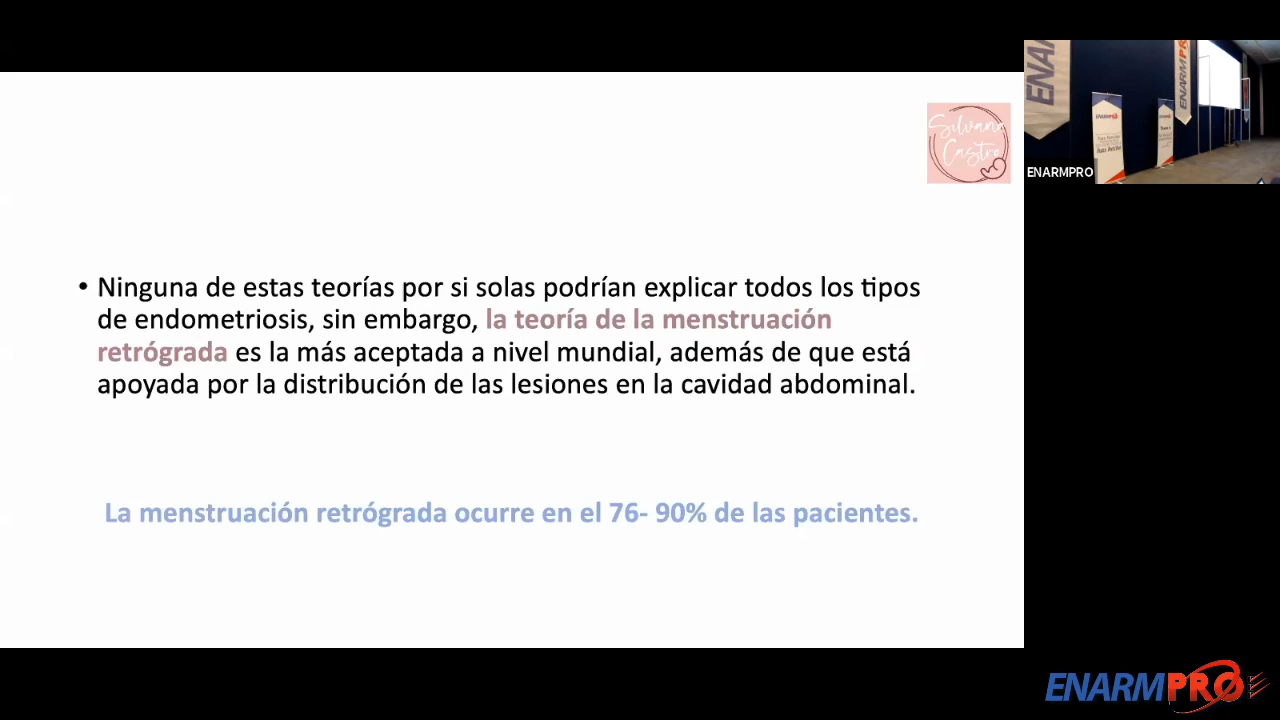 Silvana
Castro
• Ninguna de estas teorías por si solas podrían explicar todos los tipos
de endometriosis, sin embargo, la teoría de la menstruación
retrógrada es la más aceptada a nivel mundial, además de que está
apoyada por la distribución de las lesiones en la cavidad abdominal.
La menstruación retrógrada ocurre en el 76- 90% de las pacientes.
ENA
ENARMPRO
ENARMPRO
ENARMPRO
ENARMPRO